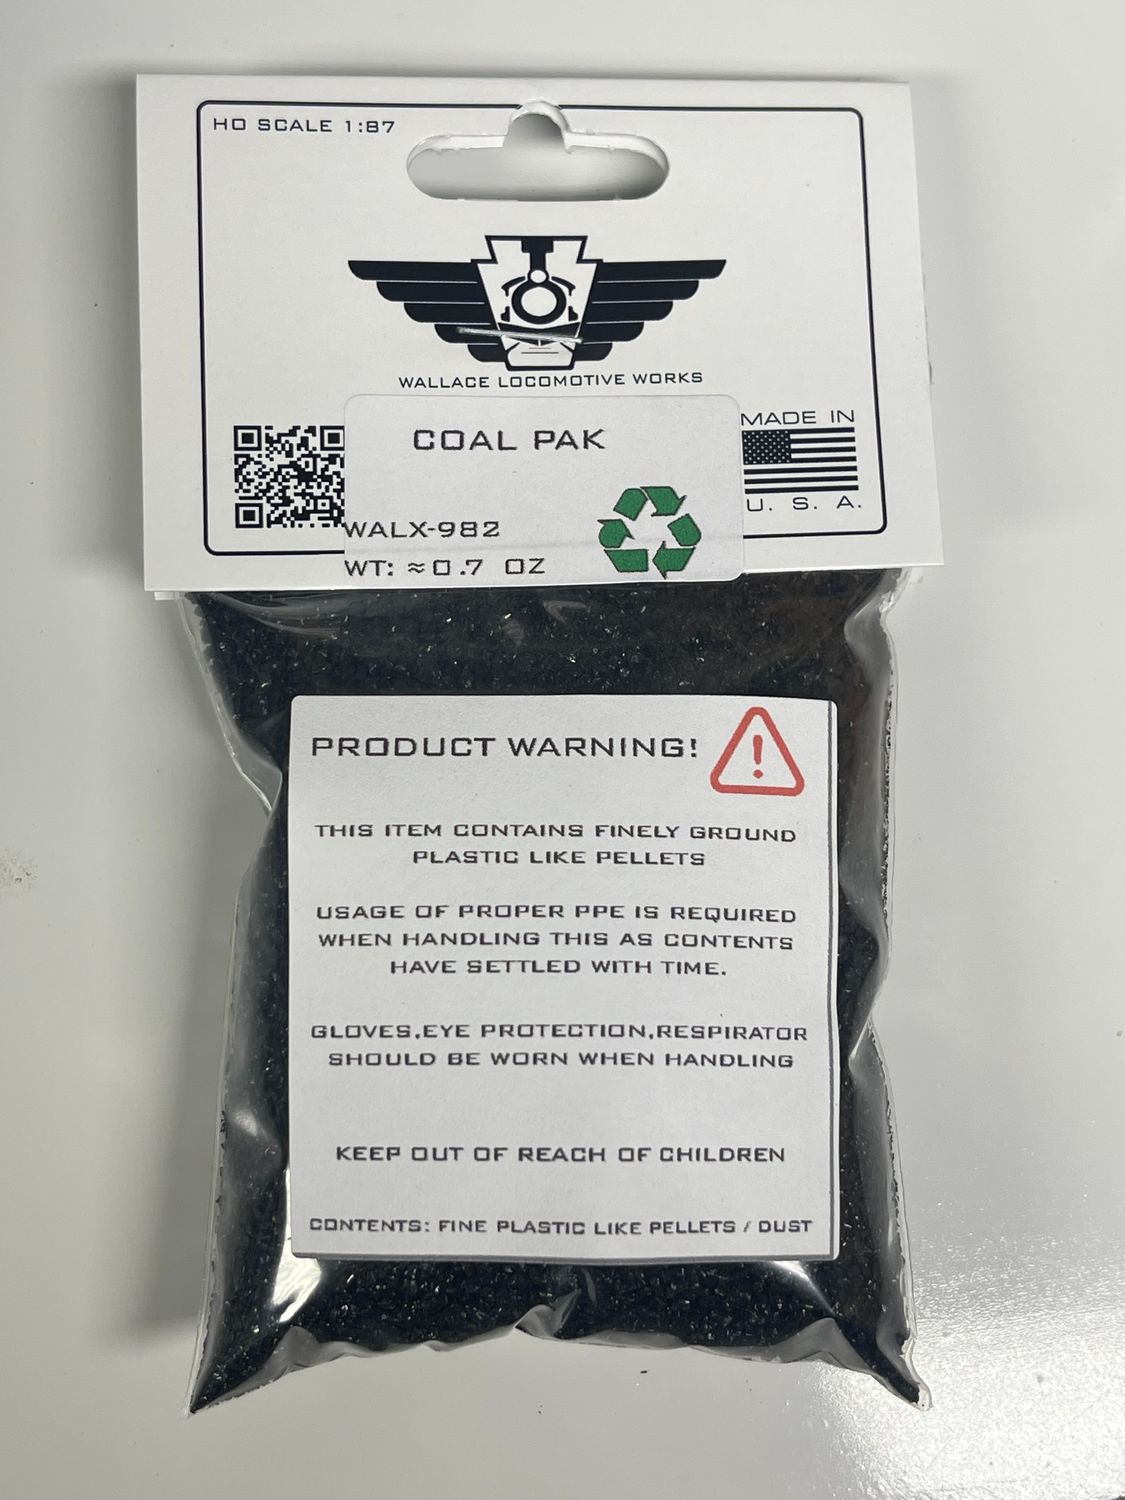 HO SCALE 1:87
WALLACE LOCOMOTIVE WORKS
COAL PAK
WALX-982
WT: ≈0.7 OZ
MADE IN
U. S. A.
PRODUCT WARNING!
!
THIS ITEM CONTAINS FINELY GROUND
PLASTIC LIKE PELLETS
USAGE OF PROPER PPE IS REQUIRED
WHEN HANDLING THIS AS CONTENTS
HAVE SETTLED WITH TIME.
GLOVES,EYE PROTECTION,RESPIRATOR
SHOULD BE WORN WHEN HANDLING
KEEP OUT OF REACH OF CHILDREN
CONTENTS: FINE PLASTIC LIKE PELLETS / DUST